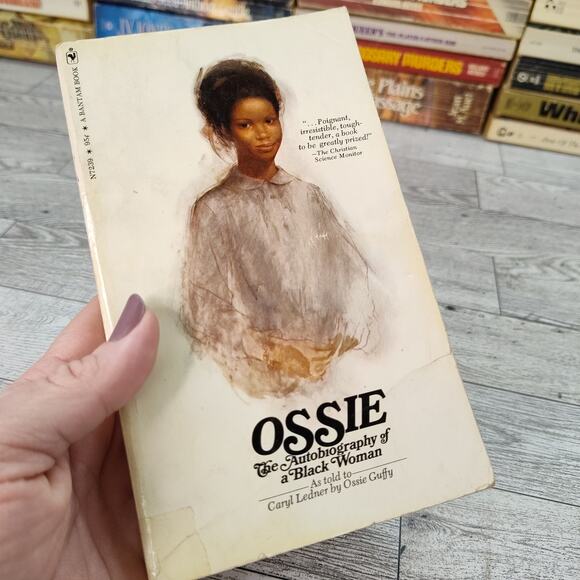 N7239 * 95¢ * A BANTAM BOOK
"...Poignant,
irresistible, tough-
tender, a book
to be greatly prized!"
—The Christian
Science Monitor
OSSIE
The Autobiography of
a Black Woman
As told to
Caryl Ledner by Ossie Guffy
MURDERS
Plains